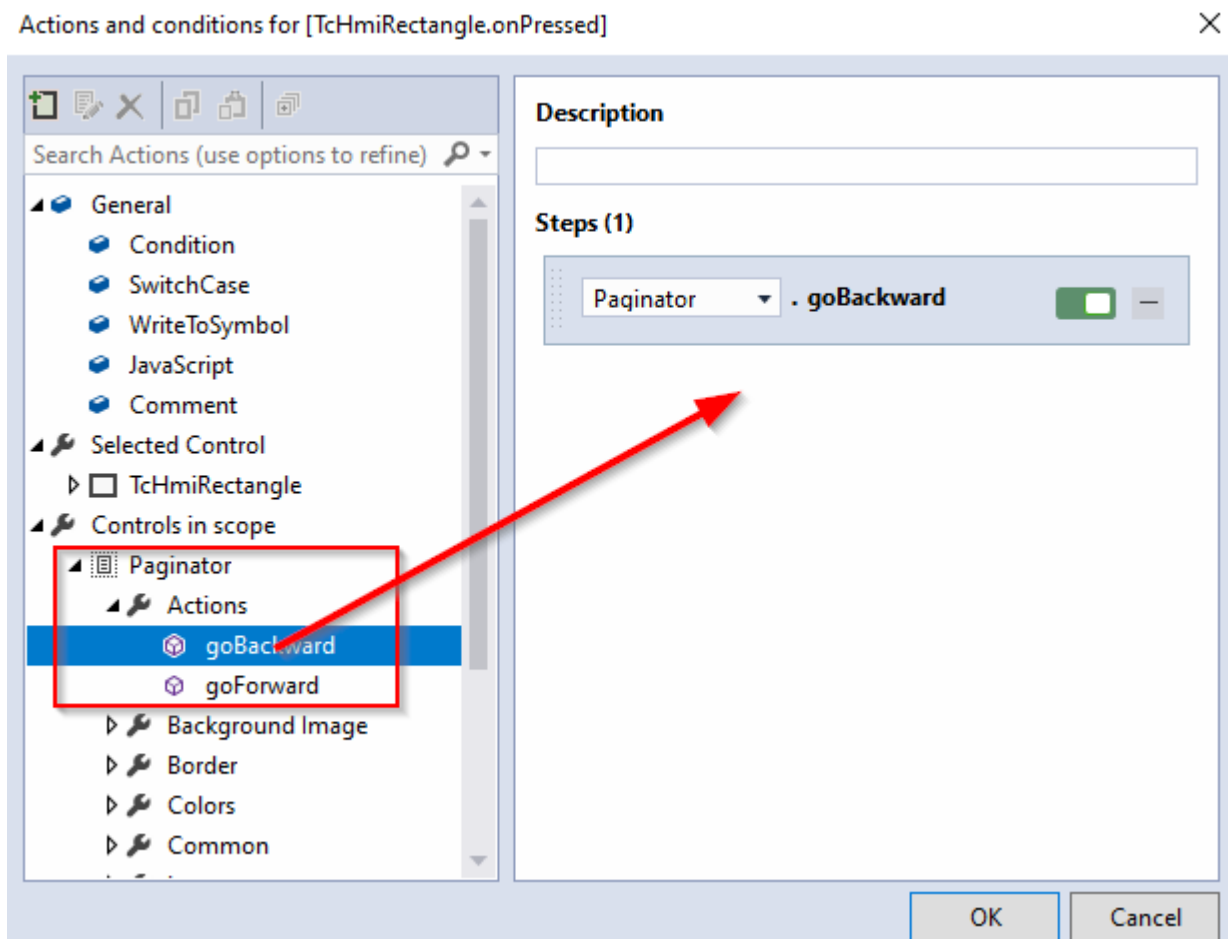 Actions and conditions for [TcHmiRectangle.onPressed]
Search Actions (use options to refine)
General
Condition
SwitchCase
WriteToSymbol
JavaScript
Comment
Selected Control
TcHmiRectangle
Controls in scope
Paginator
Actions
goBackward
goForward
Background Image
Border
Colors
Common
Description
Steps (1)
Paginator . goBackward
OK
Cancel